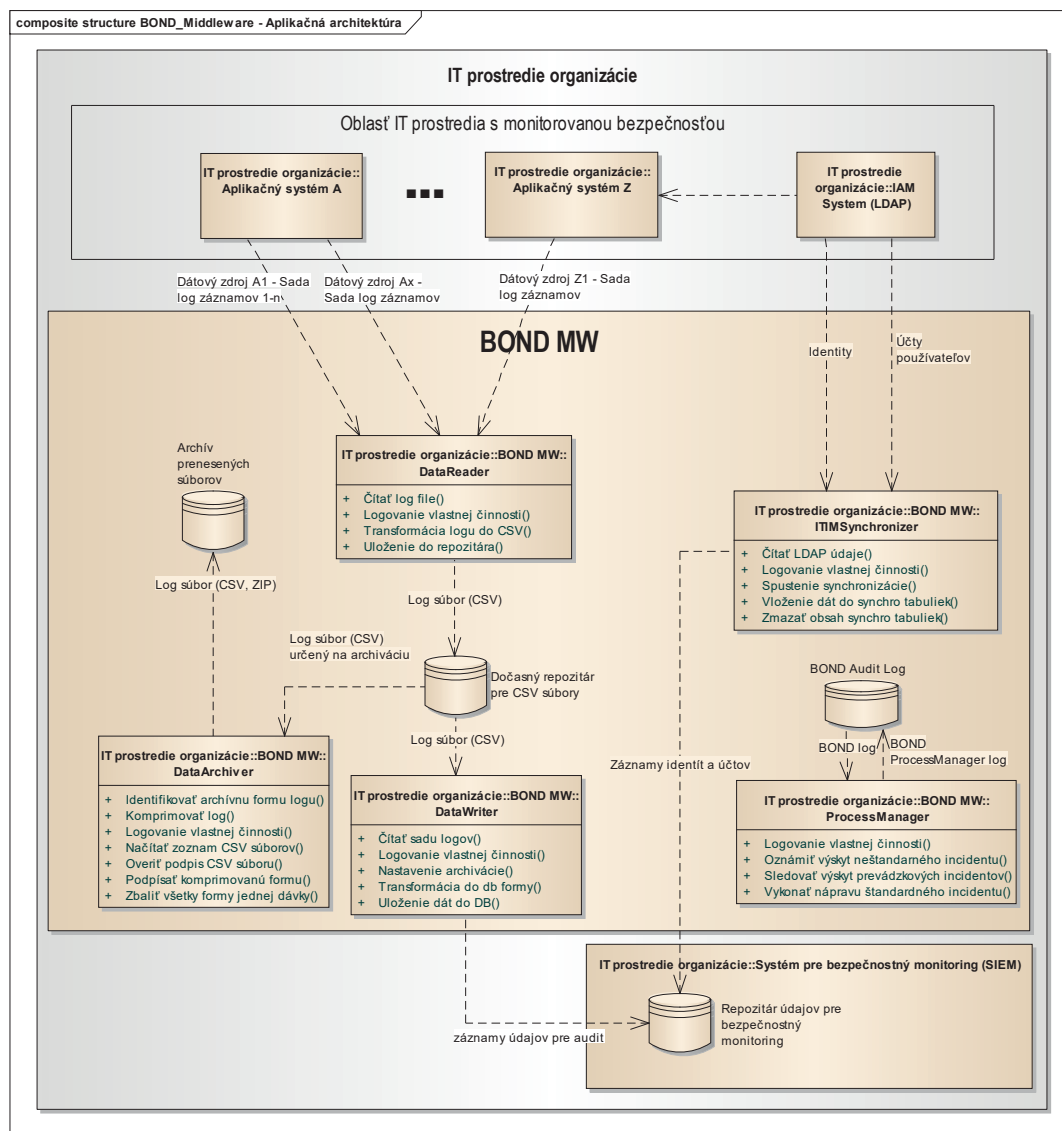 composite structure BOND_Middleware - Aplikačná architektúra
IT prostredie organizácie
Oblasť IT prostredia s monitorovanou bezpečnosťou
IT prostredie organizácie::
Aplikačný systém A
...
IT prostredie organizácie::
Aplikačný systém Z
IT prostredie
organizácie::IAM
System (LDAP)
Dátový zdroj A1 - Sada
log záznamov 1-n
Dátový zdroj Ax -
Sada log záznamov
Dátový zdroj Z1 - Sada
log záznamov
BOND MW
Identity
Účty
používateľov
Archív
prenesených
súborov
IT prostredie organizácie::BOND MW::
DataReader
+ Čítať log file()
+ Logovanie vlastnej činnosti()
+ Transformácia logu do CSV()
+ Uloženie do repozitára()
IT prostredie organizácie::BOND MW::
ITIMSynchronizer
+ Čítať LDAP údaje()
+ Logovanie vlastnej činnosti()
+ Spustenie synchronizácie()
+ Vloženie dát do synchro tabuliek()
+ Zmazať obsah synchro tabuliek()
Log súbor (CSV, ZIP)
Log súbor (CSV)
Log súbor (CSV)
určený na archiváciu
Dočasný repozitár
pre CSV súbory
BOND Audit Log
Log súbor (CSV)
BOND log
BOND
ProcessManager log
Záznamy identít a účtov
IT prostredie organizácie::BOND MW::
DataArchiver
+ Identifikovať archívnu formu logu()
+ Komprimovať log()
+ Logovanie vlastnej činnosti()
+ Načítať zoznam CSV súborov()
+ Overiť podpis CSV súboru()
+ Podpísať komprimovanú formu()
+ Zbaliť všetky formy jednej dávky()
IT prostredie organizácie::BOND MW::
DataWriter
+ Čítať sadu logov()
+ Logovanie vlastnej činnosti()
+ Nastavenie archivácie()
+ Transformácia do db formy()
+ Uloženie dát do DB()
IT prostredie organizácie::BOND MW::
ProcessManager
+ Logovanie vlastnej činnosti()
+ Oznámiť výskyt neštandarného incidentu()
+ Sledovať výskyt prevádzkových incidentov()
+ Vykonať nápravu štandardného incidentu()
IT prostredie organizácie::Systém pre bezpečnostný monitoring (SIEM)
Repozitár údajov pre
bezpečnostný
monitoring
záznamy údajov pre audit